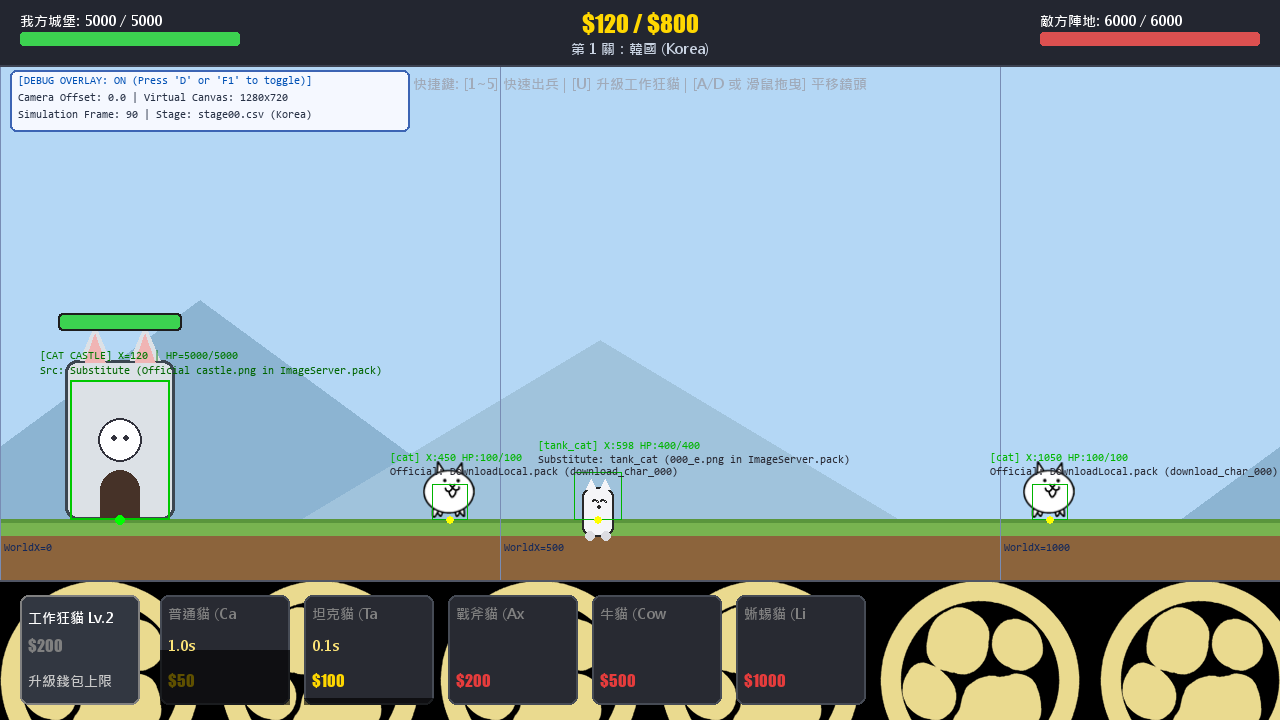 我方城堡: 5000 / 5000
$120 / $800
敵方陣地: 6000 / 6000
第 1 關：韓國 (Korea)
[DEBUG OVERLAY: ON (Press 'D' or 'F1' to toggle)]
Camera Offset: 0.0 | Virtual Canvas: 1280x720
Simulation Frame: 90 | Stage: stage00.csv (Korea)
快捷鍵: [1~5] 快速出兵 | [U] 升級工作狂貓 | [A/D 或 滑鼠拖曳] 平移鏡頭
[CAT CASTLE] X=120 | HP=5000/5000
Src: Substitute (Official castle.png in ImageServer.pack)
[tank_cat] X:598 HP:400/400
Substitute: tank_cat (000_e.png in ImageServer.pack)
[cat] X:450 HP:100/100
Official: DownloadLocal.pack (download_char_000)
[cat] X:1050 HP:100/100
Official: DownloadLocal.pack (download_char_000)
WorldX=0
WorldX=500
WorldX=1000
工作狂貓 Lv.2
$200
升級錢包上限
普通貓 (Ca
1.0s
$50
坦克貓 (Ta
0.1s
$100
戰斧貓 (Ax
$200
牛貓 (Cow
$500
蜥蜴貓 (Li
$1000